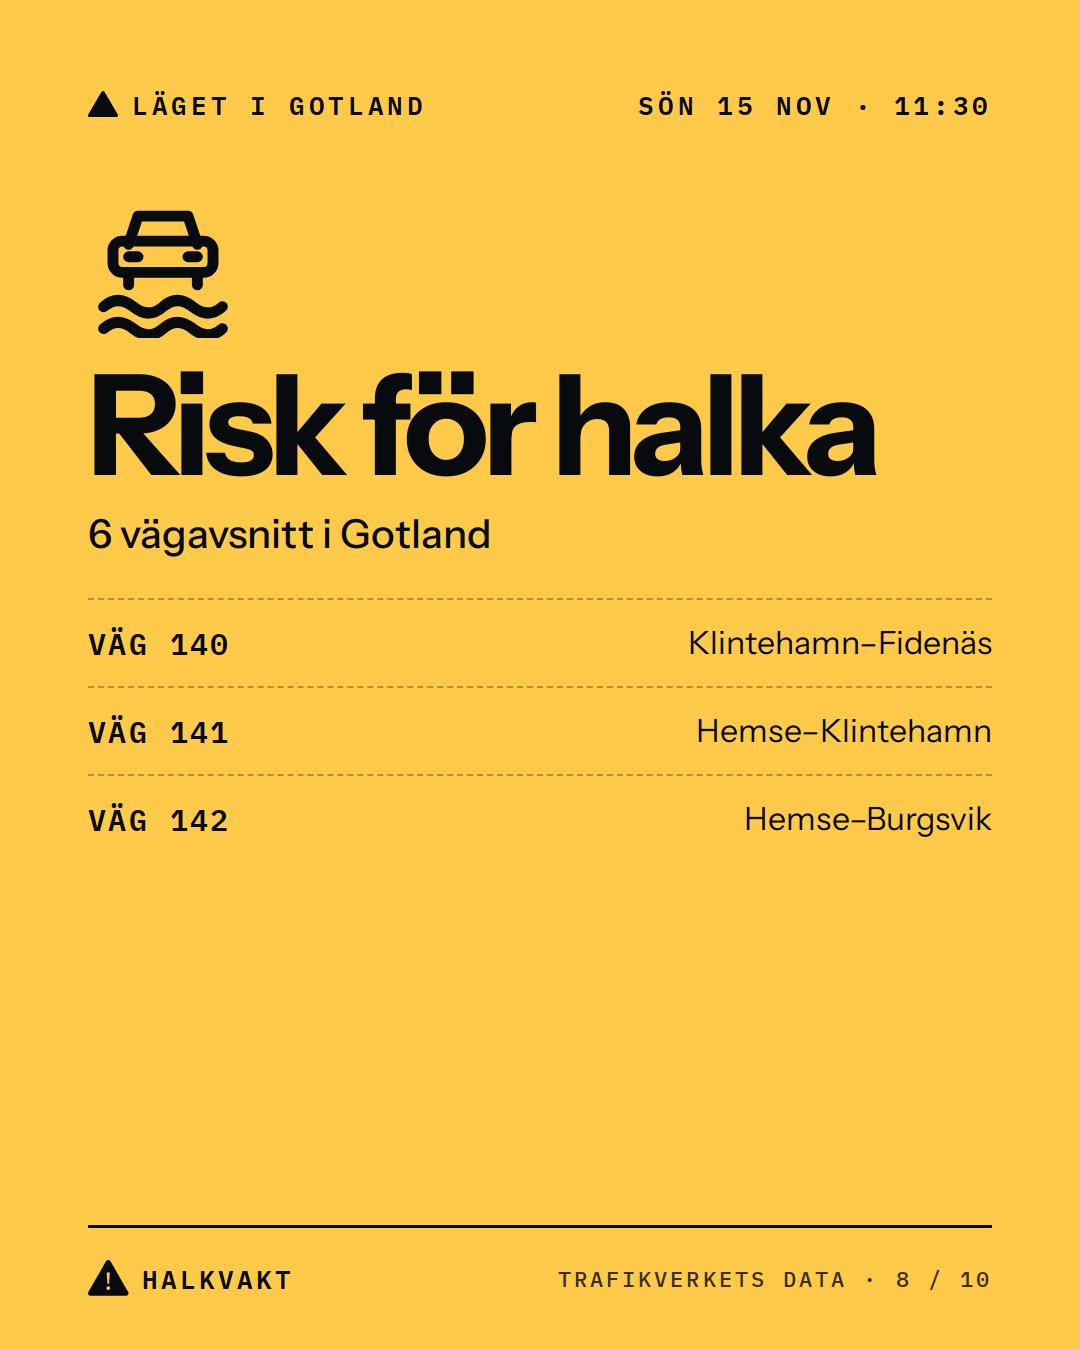 LÄGET I GOTLAND
SÖN 15 NOV · 11:30
Risk för halka
6 vägavsnitt i Gotland
VÄG 140 Klintehamn–Fidenäs
VÄG 141 Hemse–Klintehamn
VÄG 142 Hemse–Burgsvik
HALKVAKT
TRAFIKVERKETS DATA · 8 / 10